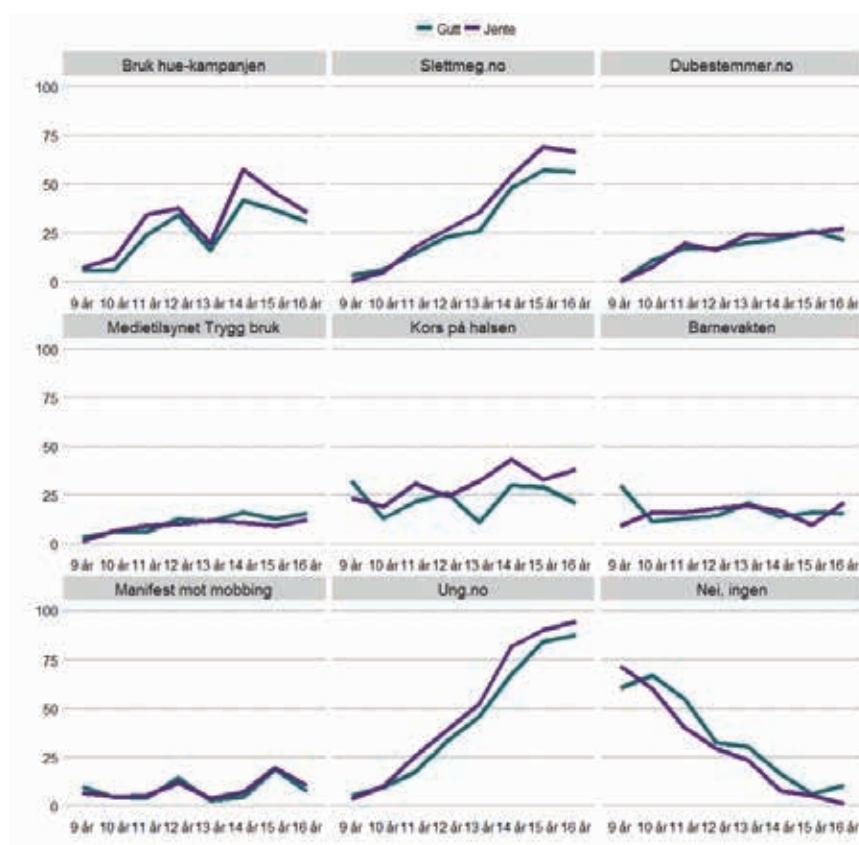 Gutt Jente
Bruk hue-kampanjen Slettmeg.no Dubestemmer.no
100
75
50
25
0
9 år 10 år 11 år 12 år 13 år 14 år 15 år 16 år 9 år 10 år 11 år 12 år 13 år 14 år 15 år 16 år 9 år 10 år 11 år 12 år 13 år 14 år 15 år 16 år
Medietilsynet Trygg bruk Kors på halsen Barnevakten
100
75
50
25
0
9 år 10 år 11 år 12 år 13 år 14 år 15 år 16 år 9 år 10 år 11 år 12 år 13 år 14 år 15 år 16 år 9 år 10 år 11 år 12 år 13 år 14 år 15 år 16 år
Manifest mot mobbing Ung.no Nei, ingen
100
75
50
25
0
9 år 10 år 11 år 12 år 13 år 14 år 15 år 16 år 9 år 10 år 11 år 12 år 13 år 14 år 15 år 16 år 9 år 10 år 11 år 12 år 13 år 14 år 15 år 16 år